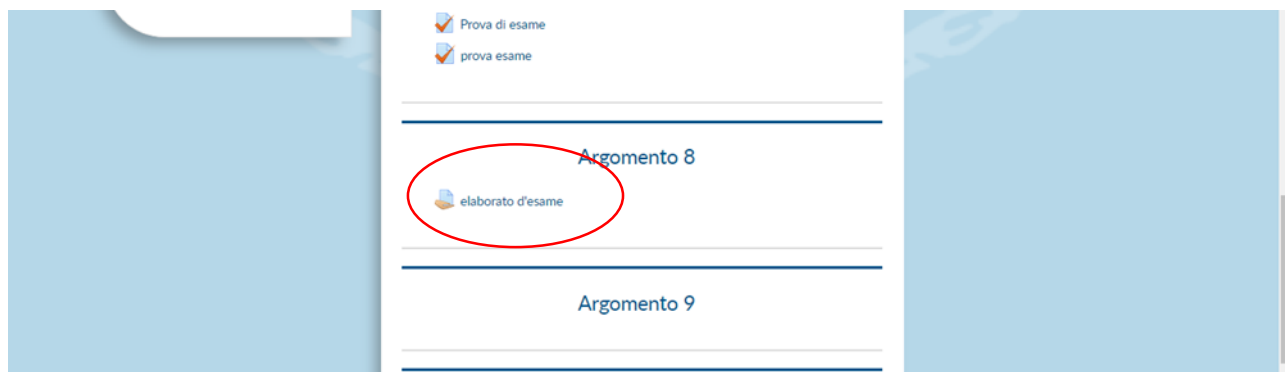 Prova di esame
prova esame
Argomento 8
elaborato d'esame
Argomento 9